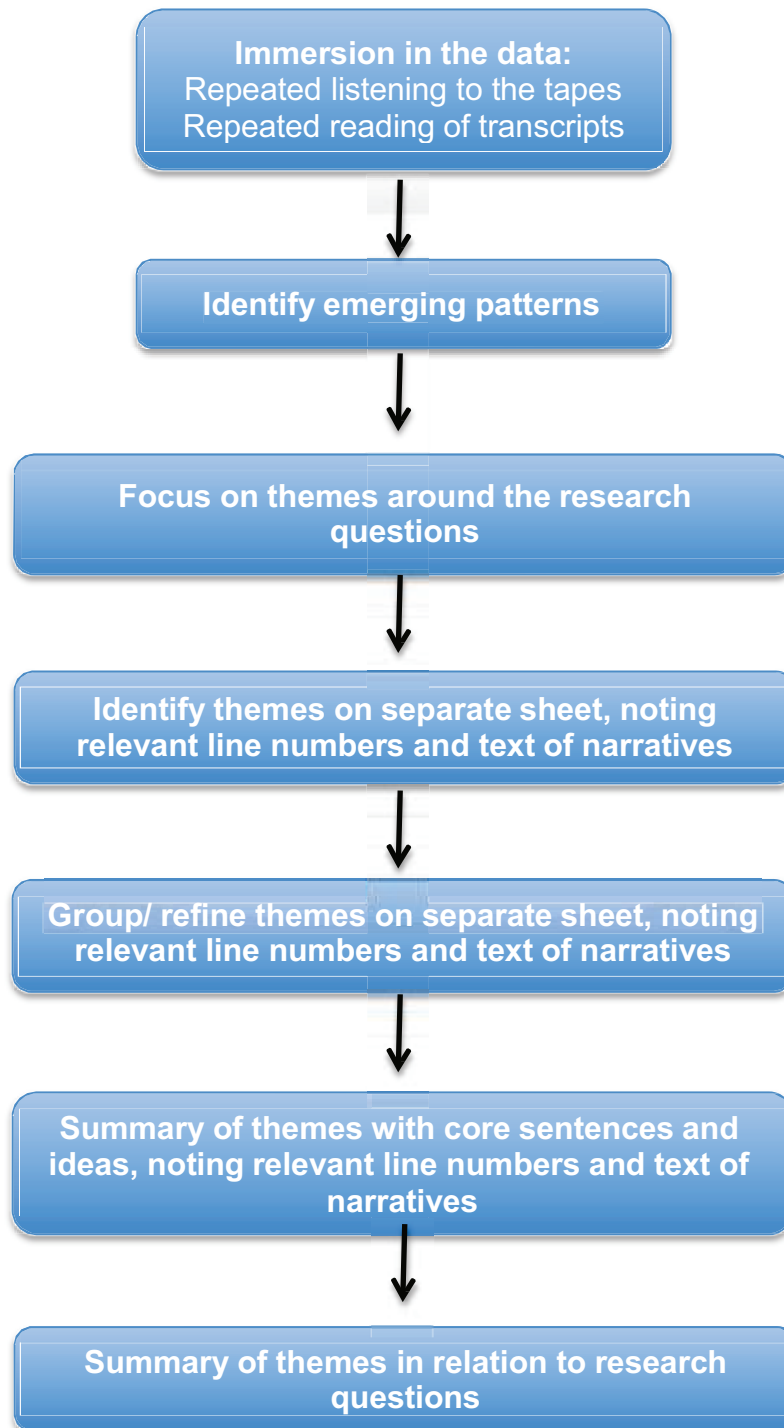 Immersion in the data:
Repeated listening to the tapes
Repeated reading of transcripts
Identify emerging patterns
Focus on themes around the research
questions
Identify themes on separate sheet, noting
relevant line numbers and text of narratives
Group/ refine themes on separate sheet, noting
relevant line numbers and text of narratives
Summary of themes with core sentences and
ideas, noting relevant line numbers and text of
narratives
Summary of themes in relation to research
questions